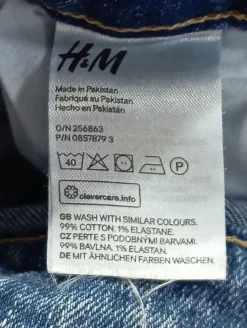 H&M
Made in Pakistan
Fabriqué au Pakistan
Hecho en Pakistán
O/N 256863
P/N 0857879 3
40
P
clevercare.info
GB WASH WITH SIMILAR COLOURS.
99% COTTON, 1% ELASTANE.
CZ PERTE S PODOBNÝMI BARVAMI.
99% BAVLNA, 1% ELASTAN.
DE MIT ÄHNLICHEN FARBEN WASCHEN.